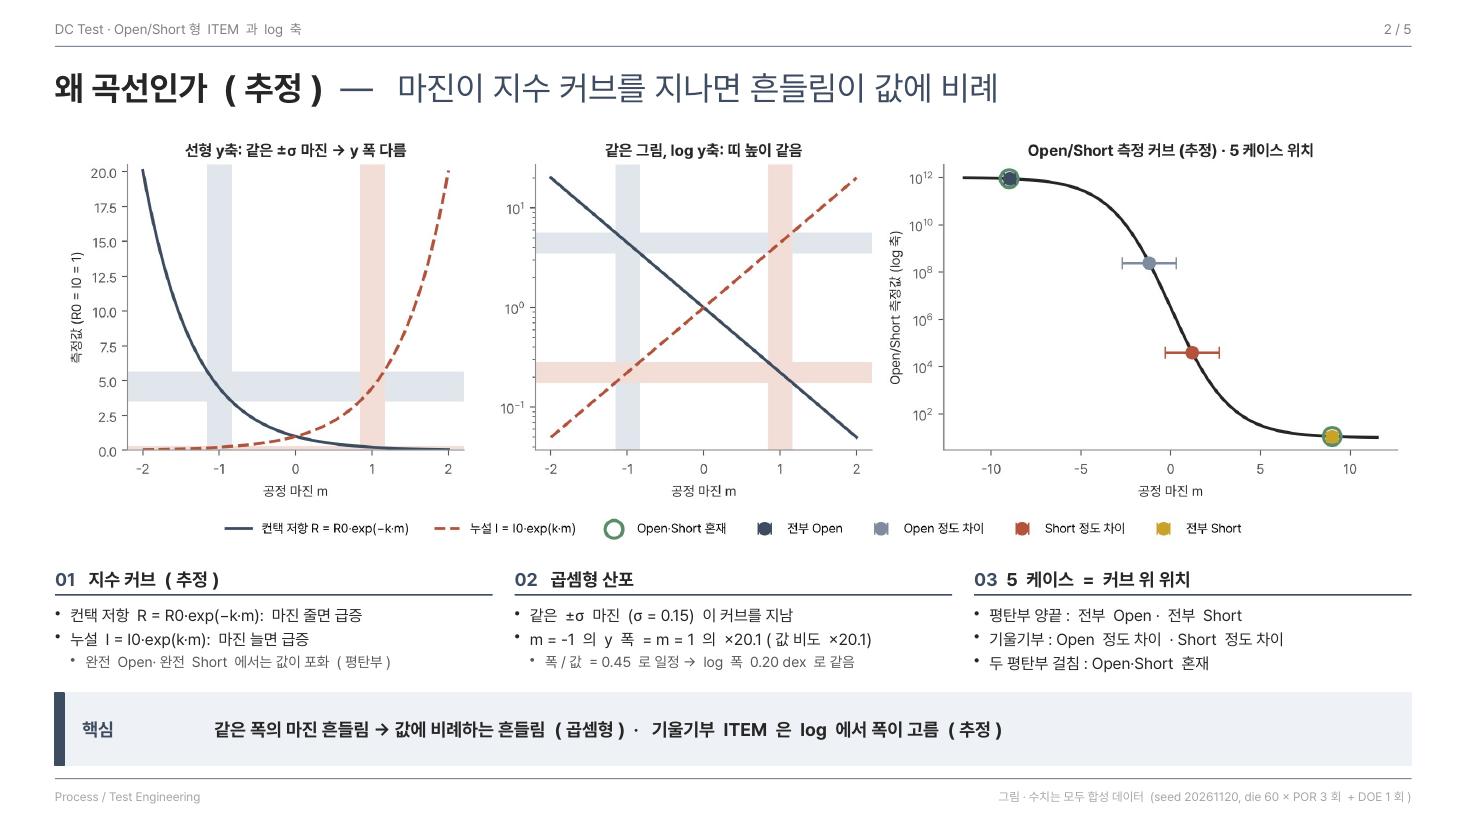 DC Test · Open/Short 형 ITEM 과 log 축
2 / 5
왜 곡선인가 ( 추정 ) — 마진이 지수 커브를 지나면 흔들림이 값에 비례
선형 y축: 같은 ±σ 마진 → y 폭 다름
같은 그림, log y축: 띠 높이 같음
Open/Short 측정 커브 (추정) · 5 케이스 위치
측정값 (R0 = I0 = 1)
20.0
17.5
15.0
12.5
10.0
7.5
5.0
2.5
0.0
-2 -1 0 1 2
공정 마진 m
10¹
10⁰
10⁻¹
-2 -1 0 1 2
공정 마진 m
Open/Short 측정값 (log 축)
10¹²
10¹⁰
10⁸
10⁶
10⁴
10²
-10 -5 0 5 10
공정 마진 m
컨택 저항 R = R0·exp(−k·m) 누설 I = I0·exp(k·m) Open·Short 혼재 전부 Open Open 정도 차이 Short 정도 차이 전부 Short
01 지수 커브 ( 추정 )
• 컨택 저항 R = R0·exp(−k·m): 마진 줄면 급증
• 누설 I = I0·exp(k·m): 마진 늘면 급증
• 완전 Open· 완전 Short 에서는 값이 포화 ( 평탄부 )
02 곱셈형 산포
• 같은 ±σ 마진 (σ = 0.15) 이 커브를 지남
• m = -1 의 y 폭 = m = 1 의 ×20.1 ( 값 비도 ×20.1)
• 폭 / 값 = 0.45 로 일정 → log 폭 0.20 dex 로 같음
03 5 케이스 = 커브 위 위치
• 평탄부 양끝 : 전부 Open · 전부 Short
• 기울기부 : Open 정도 차이 · Short 정도 차이
• 두 평탄부 걸침 : Open·Short 혼재
핵심
같은 폭의 마진 흔들림 → 값에 비례하는 흔들림 ( 곱셈형 ) · 기울기부 ITEM 은 log 에서 폭이 고름 ( 추정 )
Process / Test Engineering
그림 · 수치는 모두 합성 데이터 (seed 20261120, die 60 × POR 3 회 + DOE 1 회 )